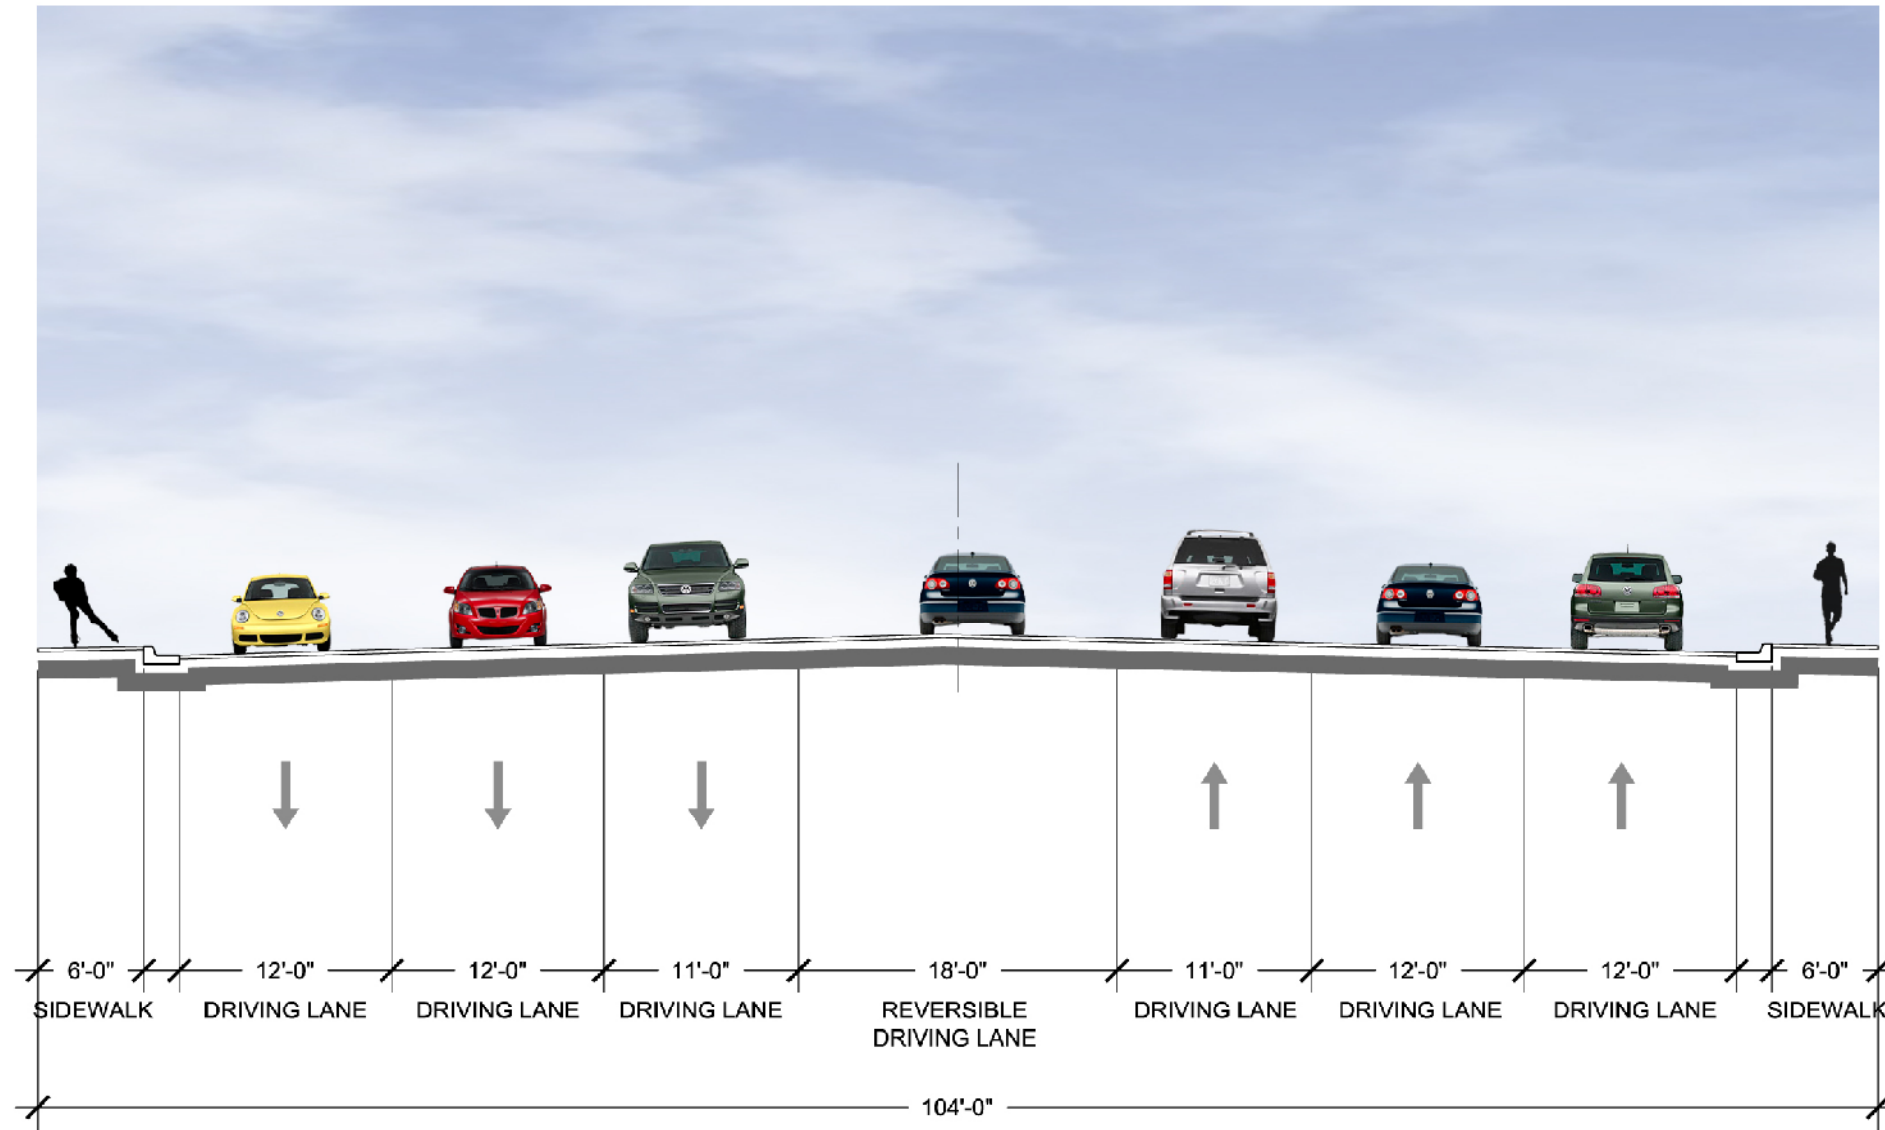 6'-0" 12'-0" 12'-0" 11'-0" 18'-0" 11'-0" 12'-0" 12'-0" 6'-0"
SIDEWALK DRIVING LANE DRIVING LANE DRIVING LANE REVERSIBLE DRIVING LANE DRIVING LANE DRIVING LANE SIDEWALK
DRIVING LANE
104'-0"